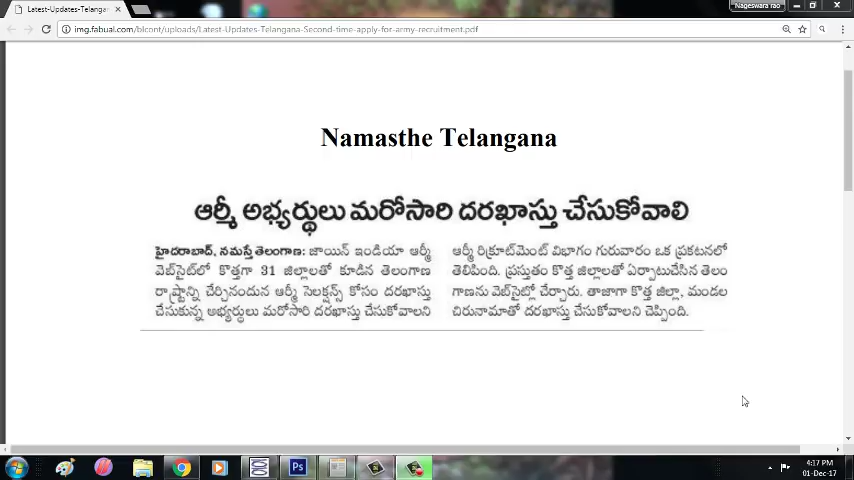 Latest-Updates-Telangan
Nageswara rao
img.fabual.com/blcont/uploads/Latest-Updates-Telangana-Second-time-apply-for-army-recruitment.pdf
Namasthe Telangana
ఆర్మీ అభ్యర్థులు మరోసారి దరఖాస్తు చేసుకోవాలి
హైదరాబాద్, నమస్తే తెలంగాణ: జాయిన్ ఇండియా ఆర్మీ
వెబ్‌సైట్‌లో కొత్తగా 31 జిల్లాలతో కూడిన తెలంగాణ
రాష్ట్రాన్ని చేర్చినందున ఆర్మీ సెలక్షన్స్ కోసం దరఖాస్తు
చేసుకున్న అభ్యర్థులు మరోసారి దరఖాస్తు చేసుకోవాలని
ఆర్మీ రిక్రూట్‌మెంట్ విభాగం గురువారం ఒక ప్రకటనలో
తెలిపింది. ప్రస్తుతం కొత్త జిల్లాలతో ఏర్పాటుచేసిన తెలం
గాణను వెబ్‌సైట్లో చేర్చారు. తాజాగా కొత్త జిల్లా, మండల
చిరునామాతో దరఖాస్తు చేసుకోవాలని చెప్పింది.
Ps
4:17 PM
01-Dec-17